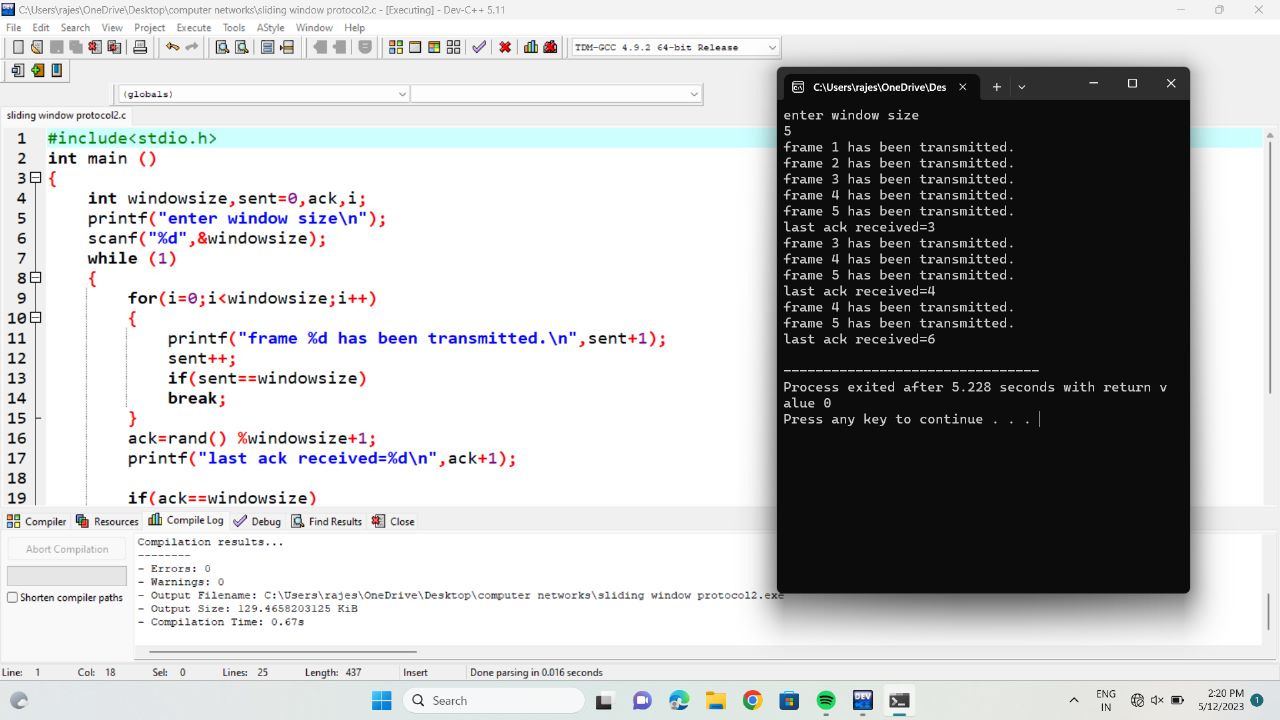 C:\Users\rajes\OneDrive\Desktop\computer networks\sliding window protocol2.c - [Executing] - Dev-C++ 5.11
File Edit Search View Project Execute Tools AStyle Window Help
TDM-GCC 4.9.2 64-bit Release
(globals)
sliding window protocol2.c
1 #include<stdio.h>
2 int main ()
3 {
4 int windowsize,sent=0,ack,i;
5 printf("enter window size\n");
6 scanf("%d",&windowsize);
7 while (1)
8 {
9 for(i=0;i<windowsize;i++)
10 {
11 printf("frame %d has been transmitted.\n",sent+1);
12 sent++;
13 if(sent==windowsize)
14 break;
15 }
16 ack=rand() %windowsize+1;
17 printf("last ack received=%d\n",ack+1);
18
19 if(ack==windowsize)
C:\Users\rajes\OneDrive\Des
enter window size
5
frame 1 has been transmitted.
frame 2 has been transmitted.
frame 3 has been transmitted.
frame 4 has been transmitted.
frame 5 has been transmitted.
last ack received=3
frame 3 has been transmitted.
frame 4 has been transmitted.
frame 5 has been transmitted.
last ack received=4
frame 4 has been transmitted.
frame 5 has been transmitted.
last ack received=6
--------------------------------
Process exited after 5.228 seconds with return v
alue 0
Press any key to continue . . .
Compiler Resources Compile Log Debug Find Results Close
Abort Compilation
Shorten compiler paths
Compilation results...
--------
- Errors: 0
- Warnings: 0
- Output Filename: C:\Users\rajes\OneDrive\Desktop\computer networks\sliding window protocol2.exe
- Output Size: 129.4658203125 KiB
- Compilation Time: 0.67s
Line: 1 Col: 18 Sel: 0 Lines: 25 Length: 437 Insert Done parsing in 0.016 seconds
Search
DEV
ENG
IN
2:20 PM
5/12/2023
1